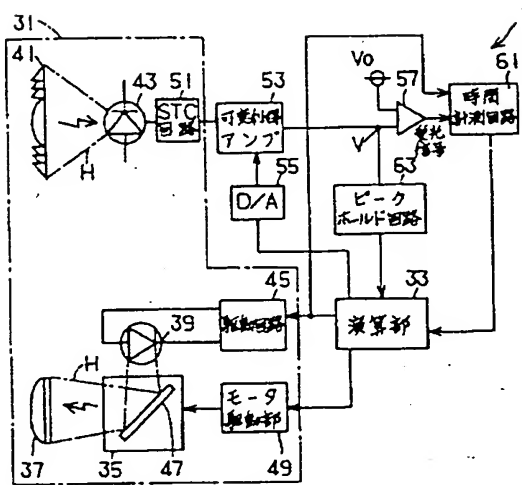 31
41
43
51
STC
回路
53
可変利得
アンプ
V0
57
61
時間
計測回路
V
受光
信号
H
55
D/A
63
ピーク
ホールド回路
45
駆動回路
33
演算部
39
H
モータ
駆動部
37
35
47
49